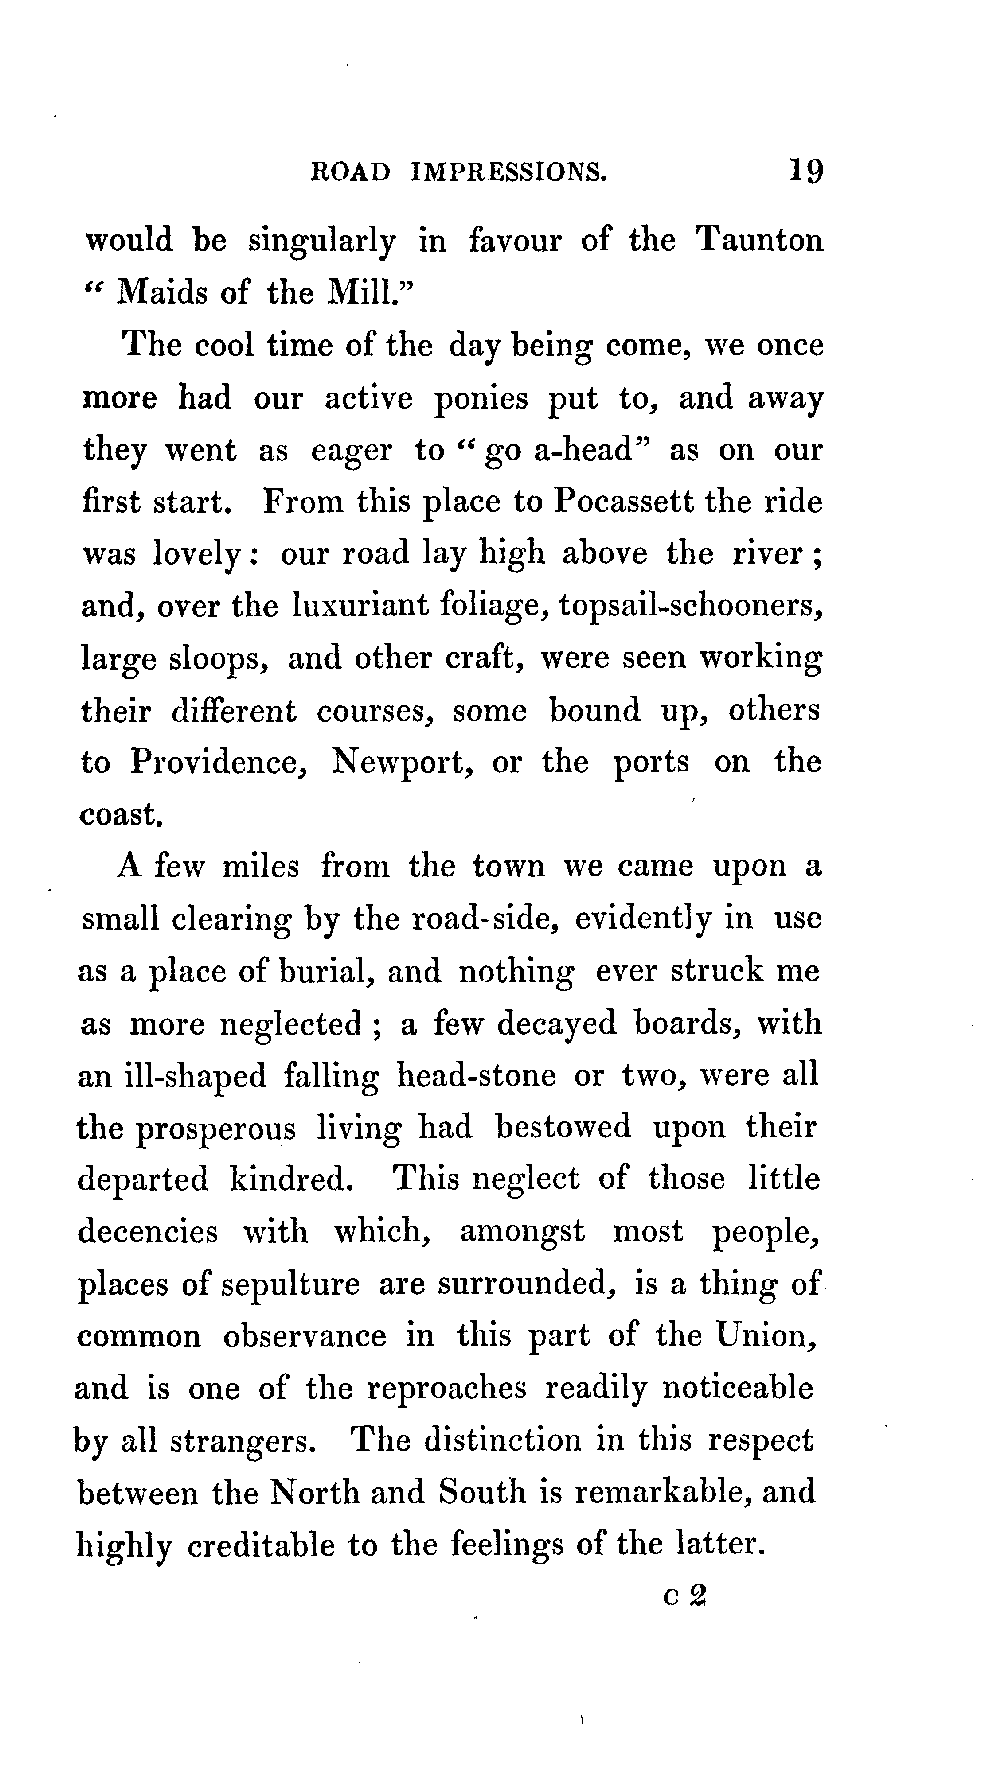 ROAD IMPRESSIONS. 19
would be singularly in favour of the Taunton
“ Maids of the Mill.”
The cool time of the day being come, we once
more had our active ponies put to, and away
they went as eager to “ go a-head” as on our
first start. From this place to Pocassett the ride
was lovely : our road lay high above the river ;
and, over the luxuriant foliage, topsail-schooners,
large sloops, and other craft, were seen working
their different courses, some bound up, others
to Providence, Newport, or the ports on the
coast.
A few miles from the town we came upon a
small clearing by the road-side, evidently in use
as a place of burial, and nothing ever struck me
as more neglected ; a few decayed boards, with
an ill-shaped falling head-stone or two, were all
the prosperous living had bestowed upon their
departed kindred. This neglect of those little
decencies with which, amongst most people,
places of sepulture are surrounded, is a thing of
common observance in this part of the Union,
and is one of the reproaches readily noticeable
by all strangers. The distinction in this respect
between the North and South is remarkable, and
highly creditable to the feelings of the latter.
C 2